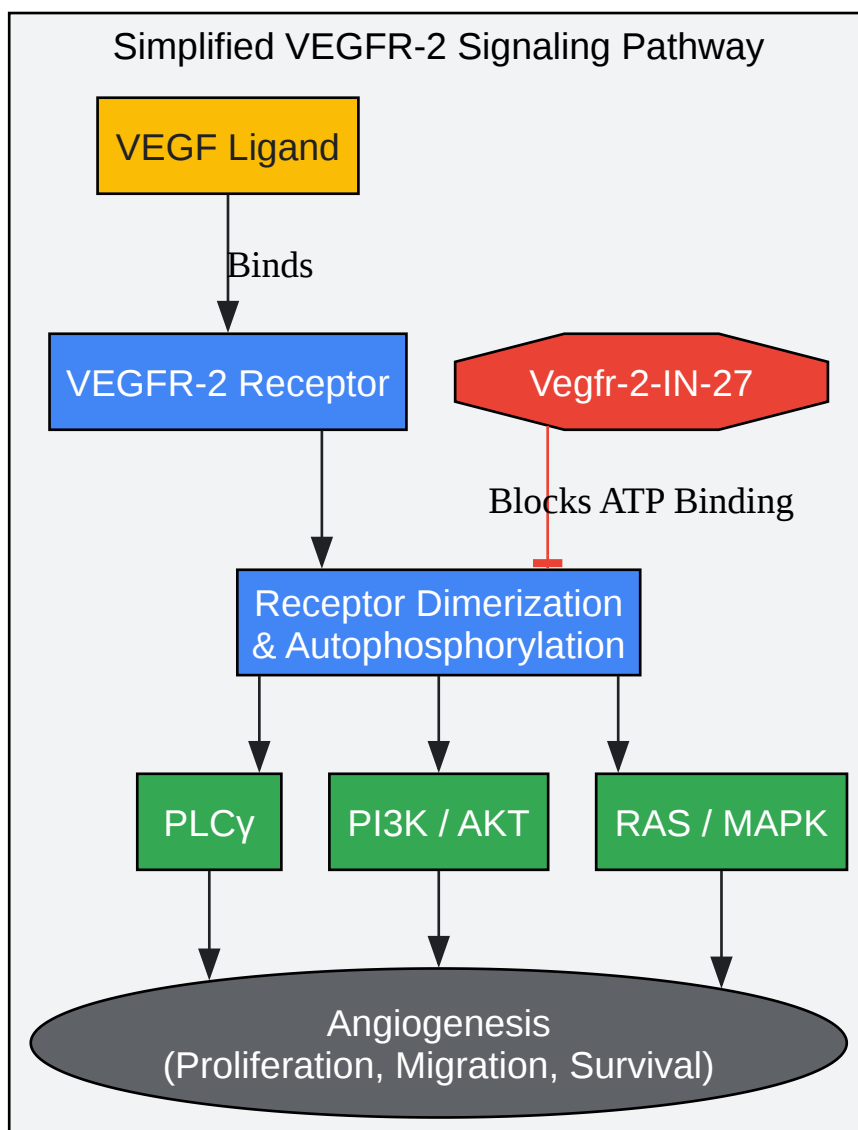 Simplified VEGFR-2 Signaling Pathway
VEGF Ligand
Binds
VEGFR-2 Receptor
Vegfr-2-IN-27
Blocks ATP Binding
Receptor Dimerization
& Autophosphorylation
PLCγ
PI3K / AKT
RAS / MAPK
Angiogenesis
(Proliferation, Migration, Survival)